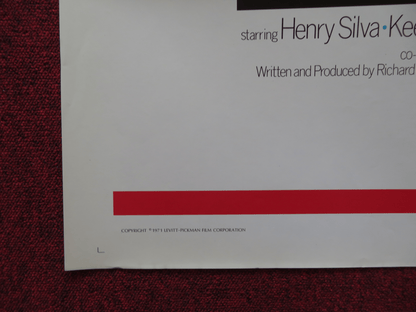 starring Henry Silva • Kee
co-
Written and Produced by Richard
COPYRIGHT © 1973 LEVITT-PICKMAN FILM CORPORATION